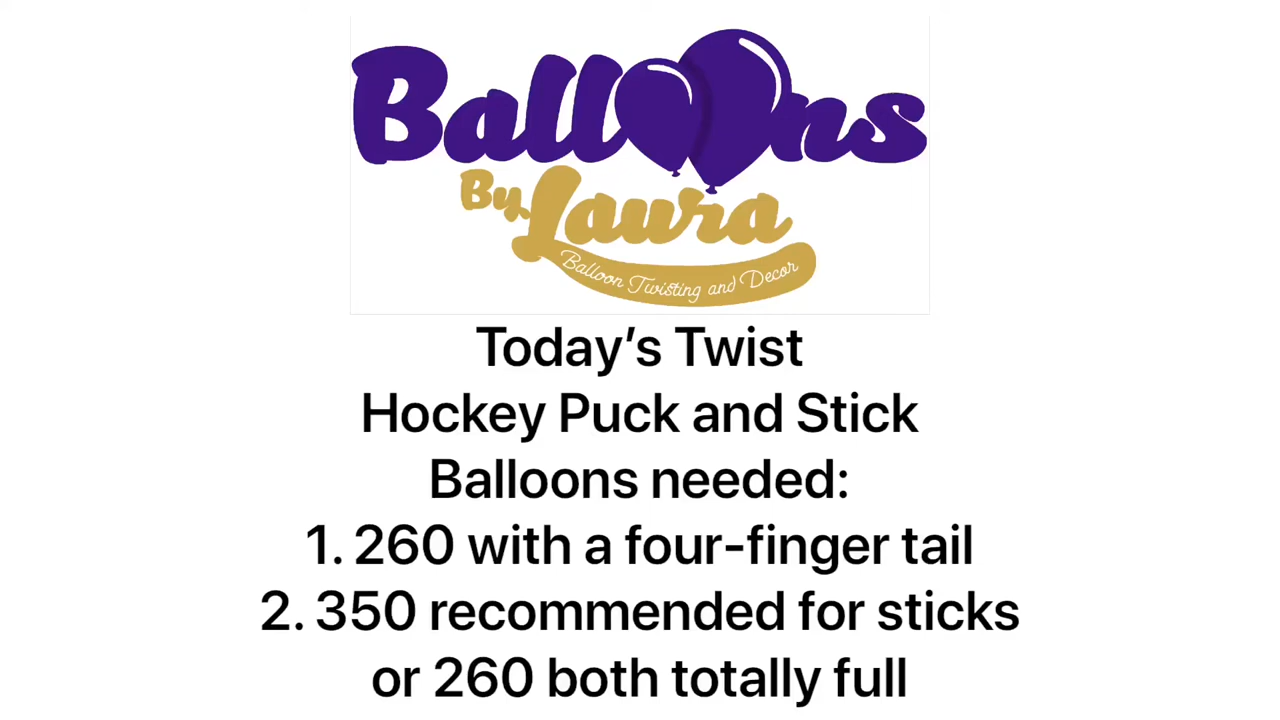 Balloons
By Laura
Balloon Twisting and Decor
Today’s Twist
Hockey Puck and Stick
Balloons needed:
1. 260 with a four-finger tail
2. 350 recommended for sticks
or 260 both totally full